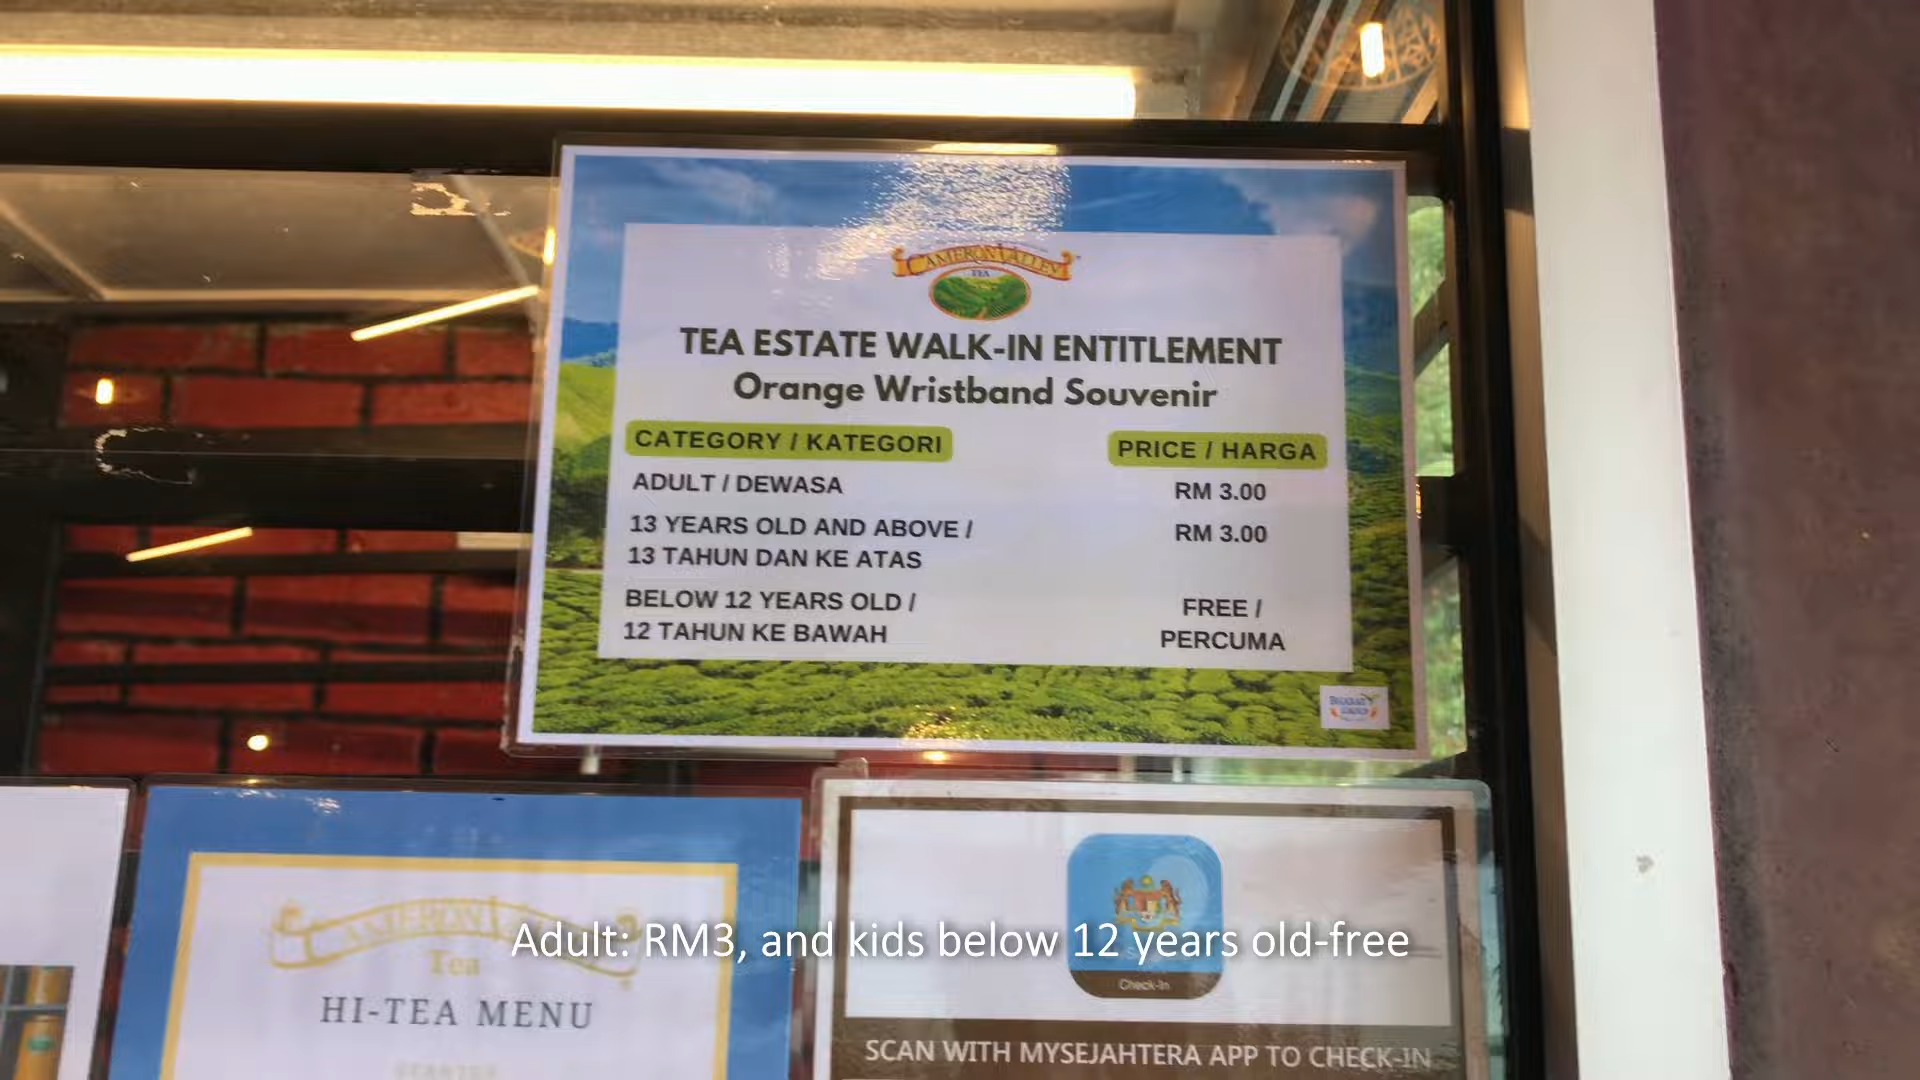 CAMERON VALLEY
TEA
TEA ESTATE WALK-IN ENTITLEMENT
Orange Wristband Souvenir
CATEGORY / KATEGORI
PRICE / HARGA
ADULT / DEWASA
RM 3.00
13 YEARS OLD AND ABOVE /
13 TAHUN DAN KE ATAS
RM 3.00
BELOW 12 YEARS OLD /
12 TAHUN KE BAWAH
FREE /
PERCUMA
CAMERON VALLEY
Tea
HI-TEA MENU
Check-In
SCAN WITH MYSEJAHTERA APP TO CHECK-IN
Adult: RM3, and kids below 12 years old-free